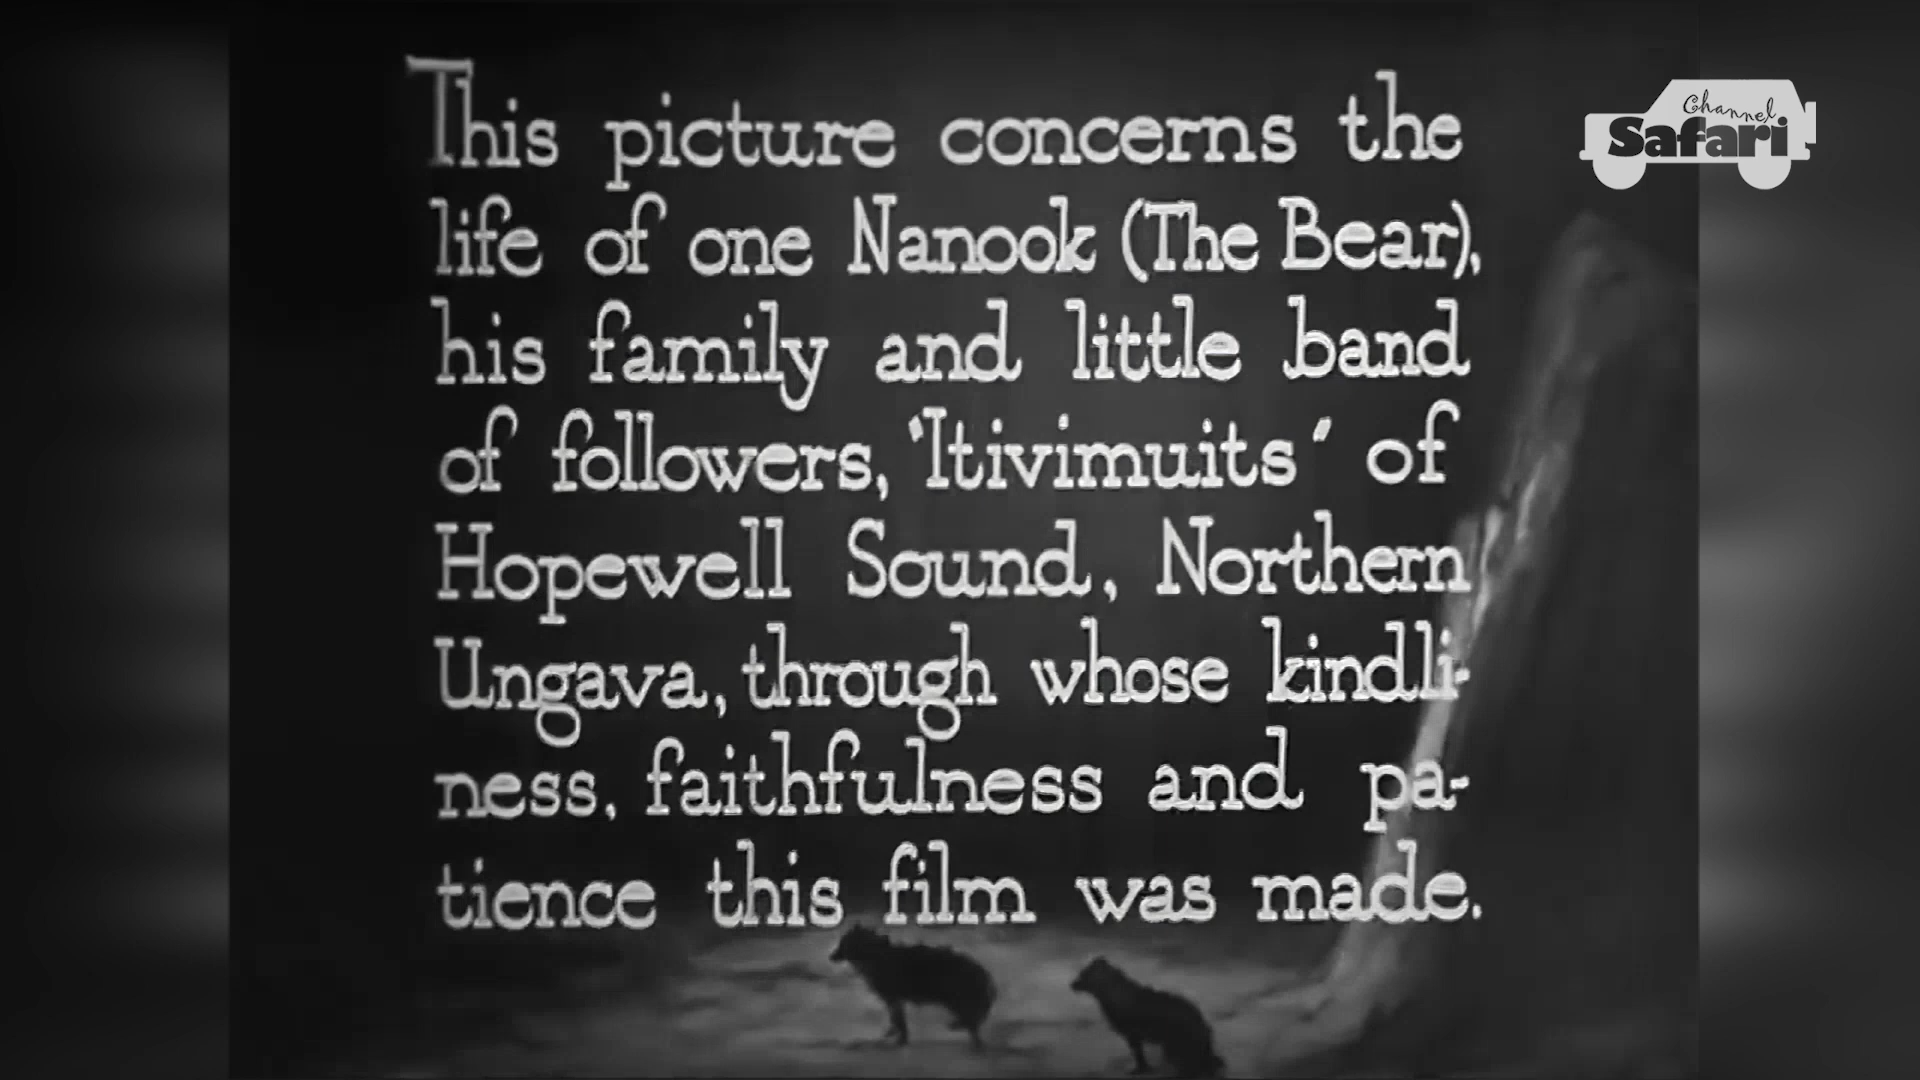 This picture concerns the
life of one Nanook (The Bear),
his family and little band
of followers, 'Itivimuits' of
Hopewell Sound, Northern
Ungava, through whose kindli-
ness, faithfulness and pa-
tience this film was made.
Channel
Safari